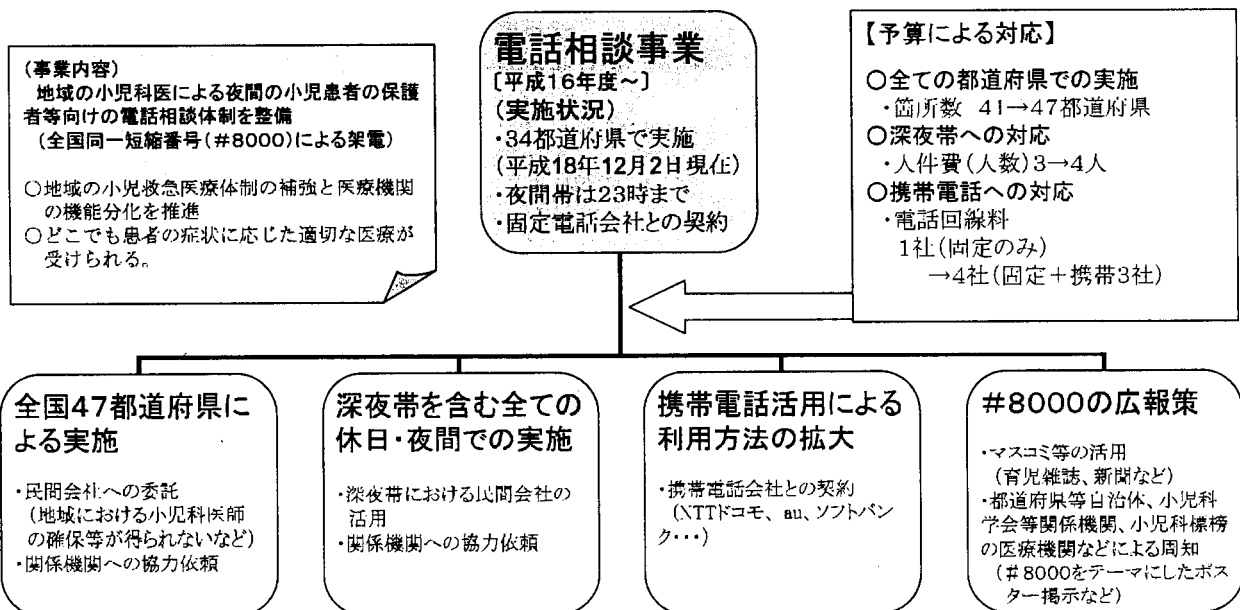 (事業内容)
地域の小児科医による夜間の小児患者の保護
者等向けの電話相談体制を整備
(全国同一短縮番号(#8000)による架電)
○地域の小児救急医療体制の補強と医療機関
の機能分化を推進
○どこでも患者の症状に応じた適切な医療が
受けられる。
電話相談事業
〔平成16年度~〕
(実施状況)
・34都道府県で実施
(平成18年12月2日現在)
・夜間帯は23時まで
・固定電話会社との契約
【予算による対応】
○全ての都道府県での実施
・箇所数 41→47都道府県
○深夜帯への対応
・人件費(人数)3→4人
○携帯電話への対応
・電話回線料
1社(固定のみ)
→4社(固定+携帯3社)
全国47都道府県に
よる実施
・民間会社への委託
(地域における小児科医師
の確保等が得られないなど)
・関係機関への協力依頼
深夜帯を含む全ての
休日・夜間での実施
・深夜帯における民間会社の
活用
・関係機関への協力依頼
携帯電話活用による
利用方法の拡大
・携帯電話会社との契約
(NTTドコモ、au、ソフトバン
ク・・・)
#8000の広報策
・マスコミ等の活用
(育児雑誌、新聞など)
・都道府県等自治体、小児科
学会等関係機関、小児科標榜
の医療機関などによる周知
(#8000をテーマにしたポス
ター掲示など)